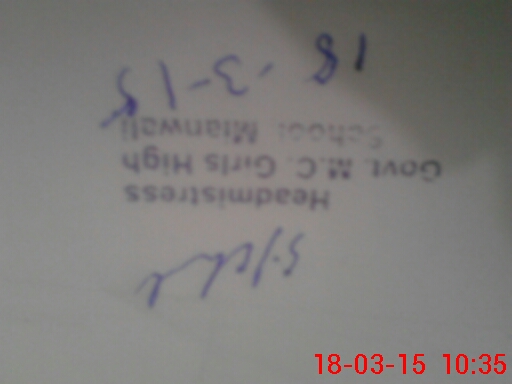 Headmistress
Govt. M.C. Girls High
School Mianwali
18-3-15
18-03-15 10:35